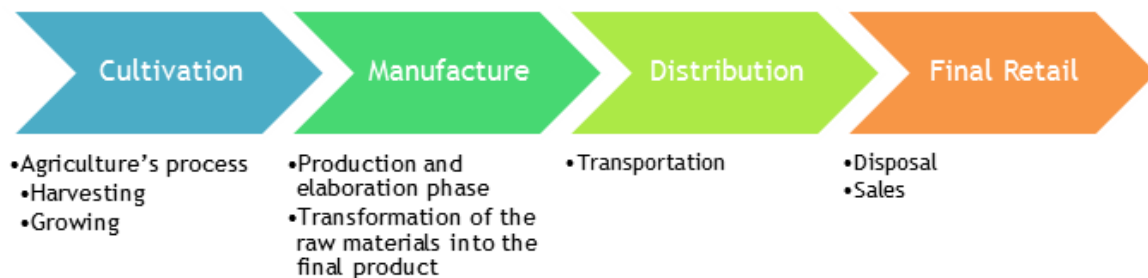 Cultivation
Manufacture
Distribution
Final Retail
•Agriculture's process
•Harvesting
•Growing
•Production and
elaboration phase
•Transformation of the
raw materials into the
final product
•Transportation
•Disposal
•Sales